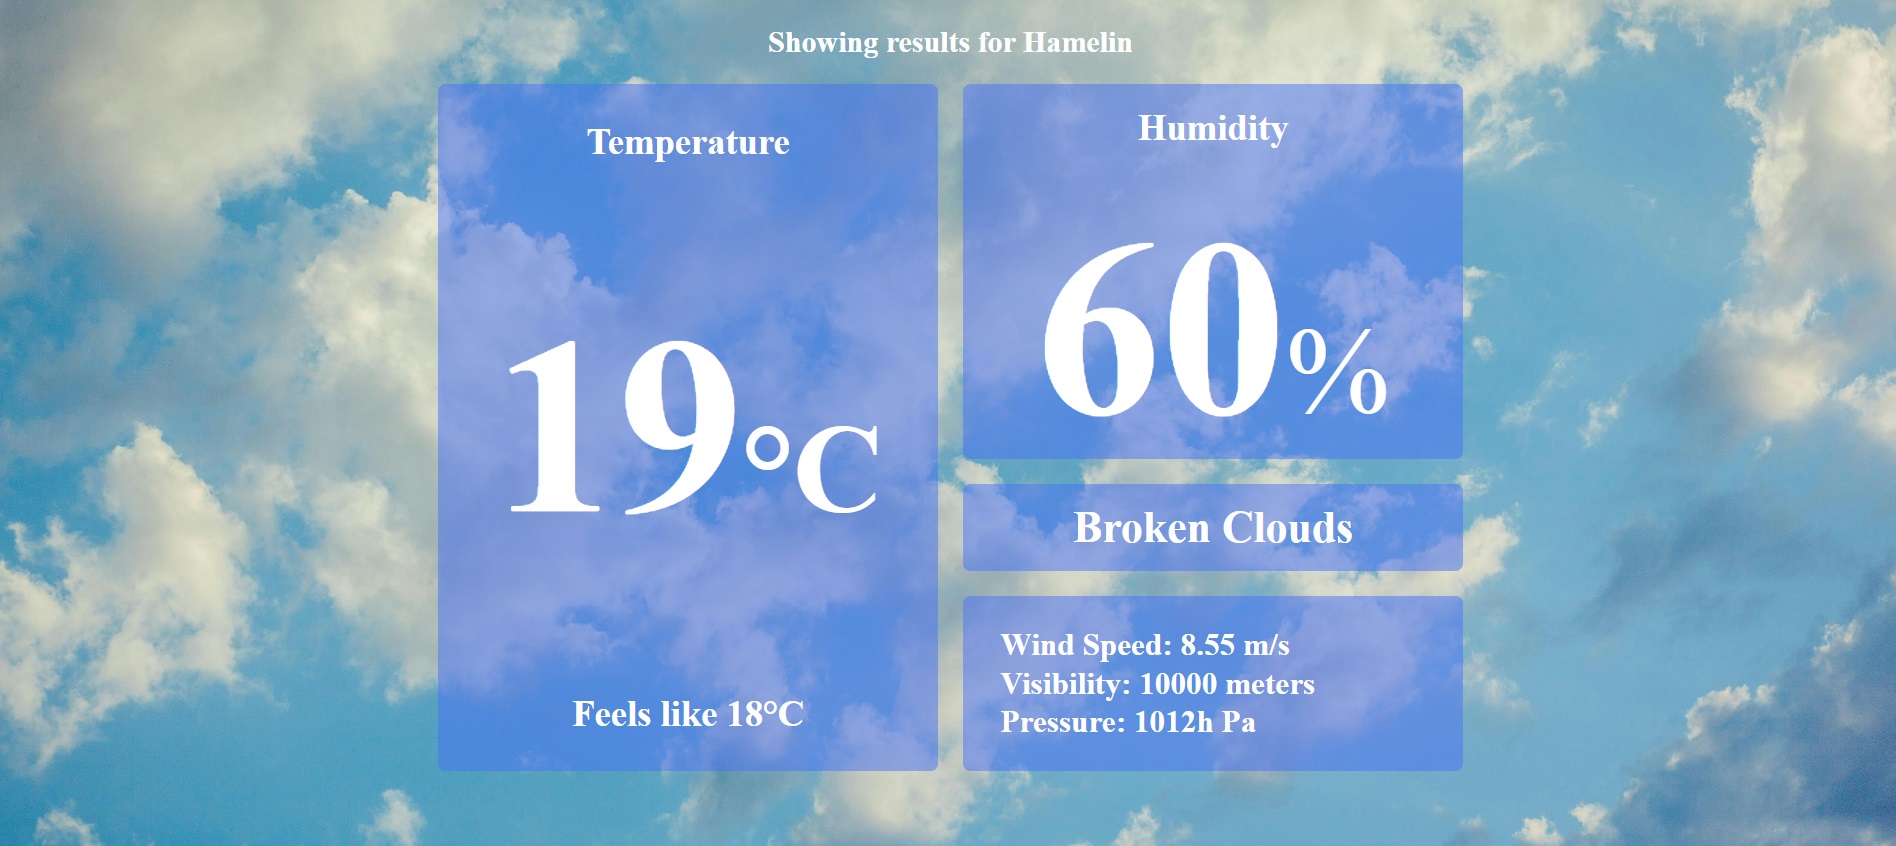 Showing results for Hamelin
Temperature
19°C
Feels like 18°C
Humidity
60%
Broken Clouds
Wind Speed: 8.55 m/s
Visibility: 10000 meters
Pressure: 1012h Pa